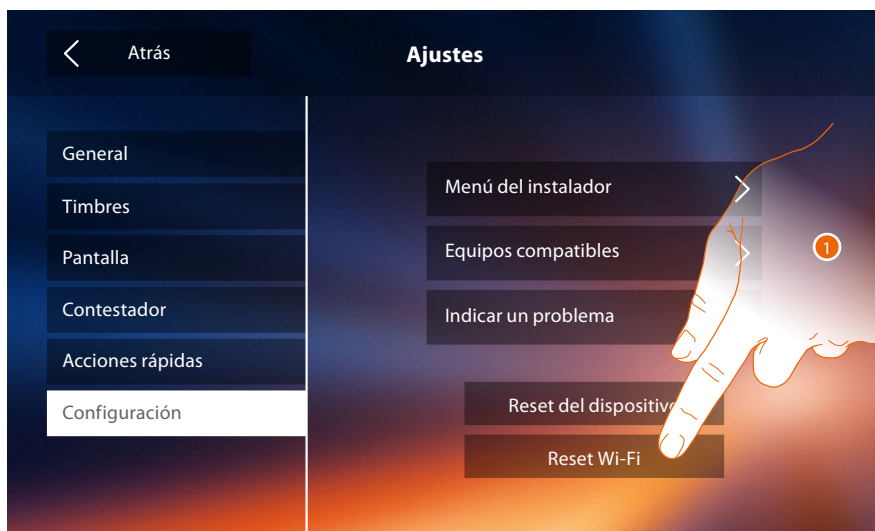 Atrás
Ajustes
General
Timbres
Pantalla
Contestador
Acciones rápidas
Configuración
Menú del instalador
Equipos compatibles
Indicar un problema
Reset del dispositivo
Reset Wi-Fi
1